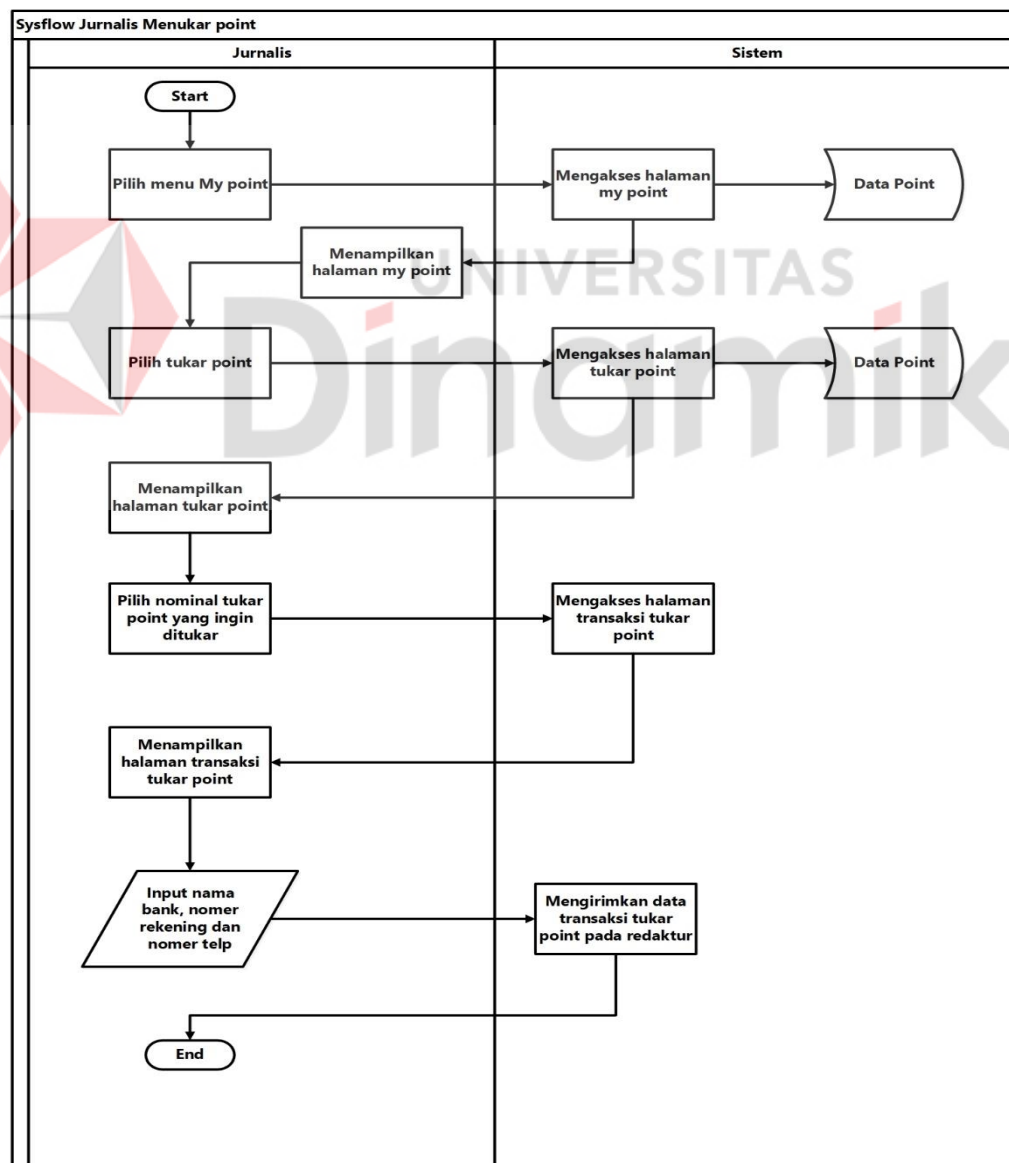 Sysflow Jurnalis Menukar point
Jurnalis
Sistem
Start
Pilih menu My point
Mengakses halaman
my point
Data Point
Menampilkan
halaman my point
UNIVERSITAS
Dinamik
Pilih tukar point
Mengakses halaman
tukar point
Data Point
Menampilkan
halaman tukar point
Pilih nominal tukar
point yang ingin
ditukar
Mengakses halaman
transaksi tukar
point
Menampilkan
halaman transaksi
tukar point
Input nama
bank, nomer
rekening dan
nomer telp
Mengirimkan data
transaksi tukar
point pada redaktur
End